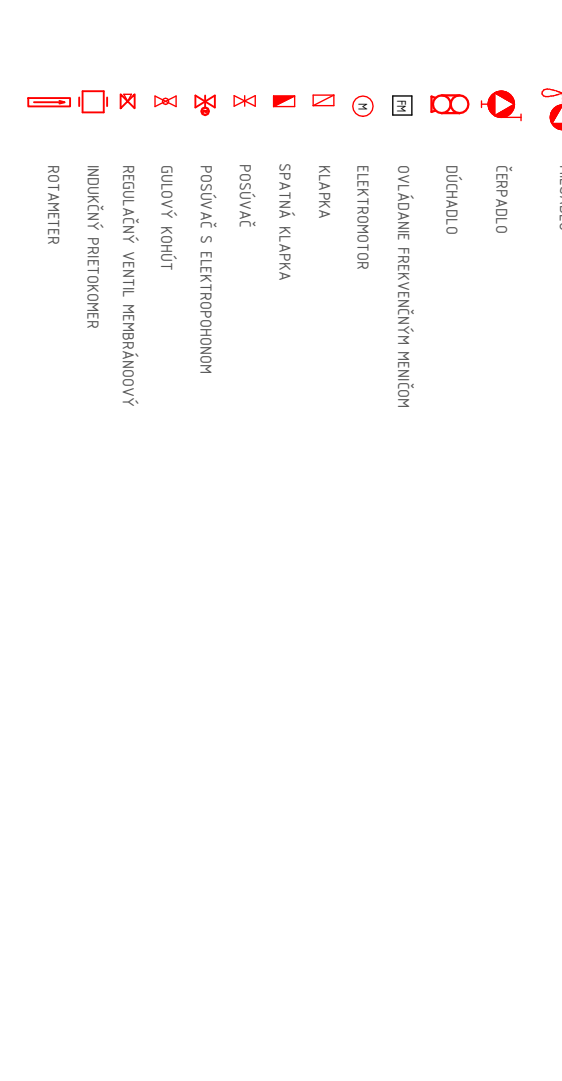 ČERPADLO
DÚCHADLO
FM OVLÁDANIE FREKVENČNÝM MENIČOM
M ELEKTROMOTOR
KLAPKA
SPATNÁ KLAPKA
POSÚVAČ
POSÚVAČ S ELEKTROPOHONOM
GULOVÝ KOHÚT
REGULAČNÝ VENTIL MEMBRÁNOOVÝ
INDUKČNÝ PRIETOKOMER
ROTAMETER